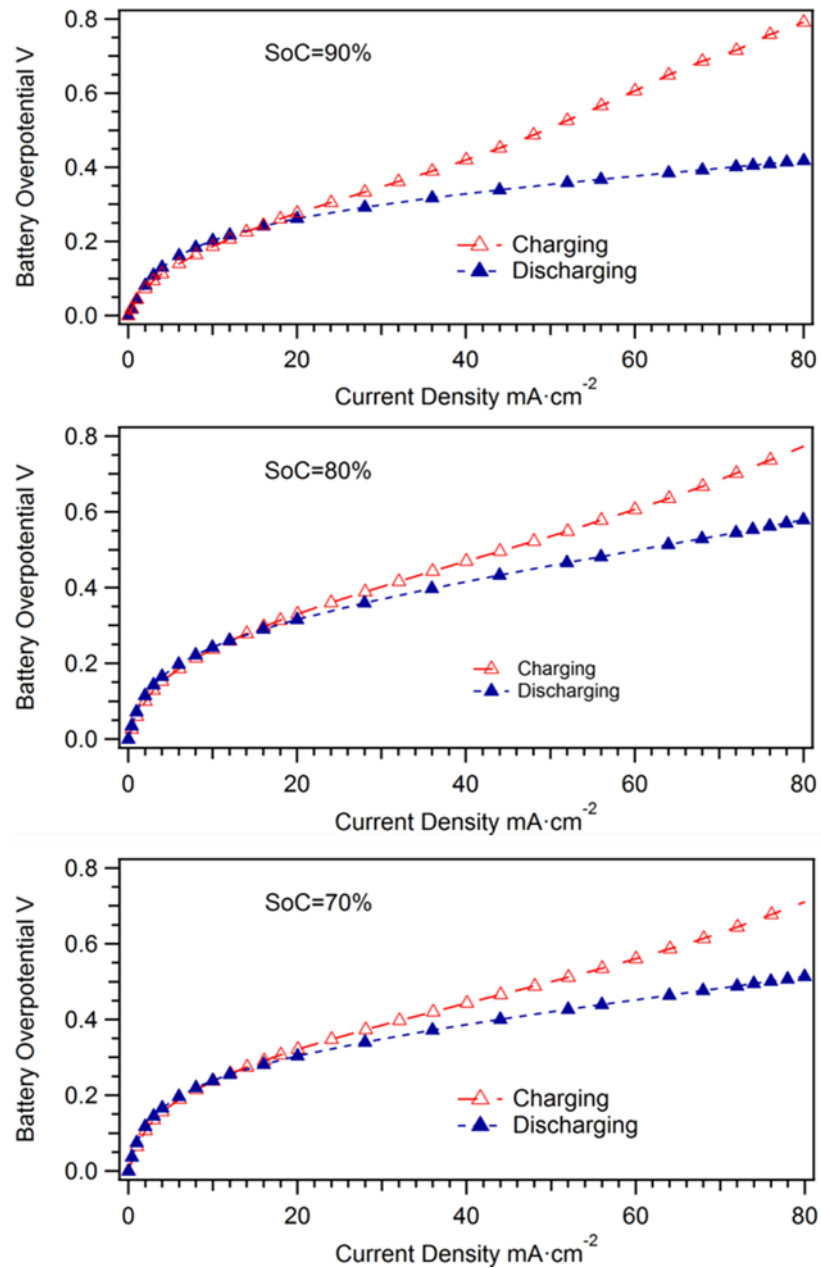 0.8
SoC=90%
0.6
0.4
0.2
Charging
Discharging
0.0
0 20 40 60 80
Battery Overpotential V
Current Density mA·cm⁻²
0.8
SoC=80%
0.6
0.4
0.2
Charging
Discharging
0.0
0 20 40 60 80
Battery Overpotential V
Current Density mA·cm⁻²
0.8
SoC=70%
0.6
0.4
0.2
Charging
Discharging
0.0
0 20 40 60 80
Battery Overpotential V
Current Density mA·cm⁻²